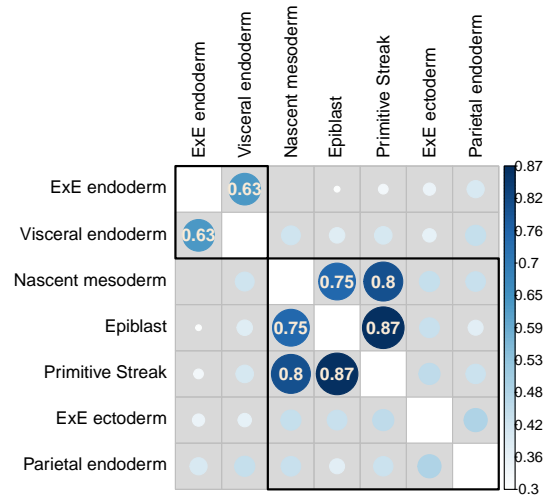 ExE endoderm
Visceral endoderm
Nascent mesoderm
Epiblast
Primitive Streak
ExE ectoderm
Parietal endoderm
ExE endoderm
0.63
Visceral endoderm
0.63
Nascent mesoderm
0.75
0.8
Epiblast
0.75
0.87
Primitive Streak
0.8
0.87
ExE ectoderm
Parietal endoderm
0.87
0.82
0.76
0.7
0.65
0.59
0.53
0.48
0.42
0.36
0.3